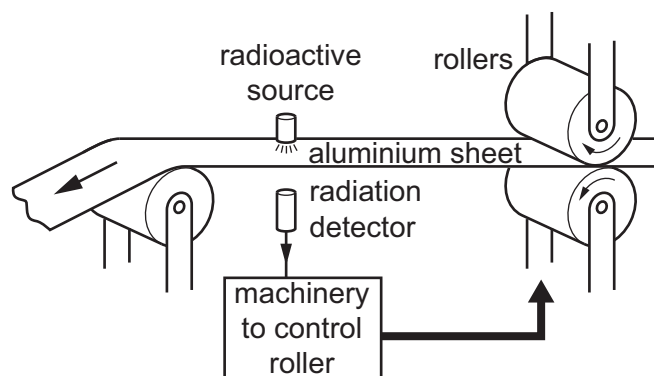 radioactive
source
rollers
aluminium sheet
radiation
detector
machinery
to control
roller